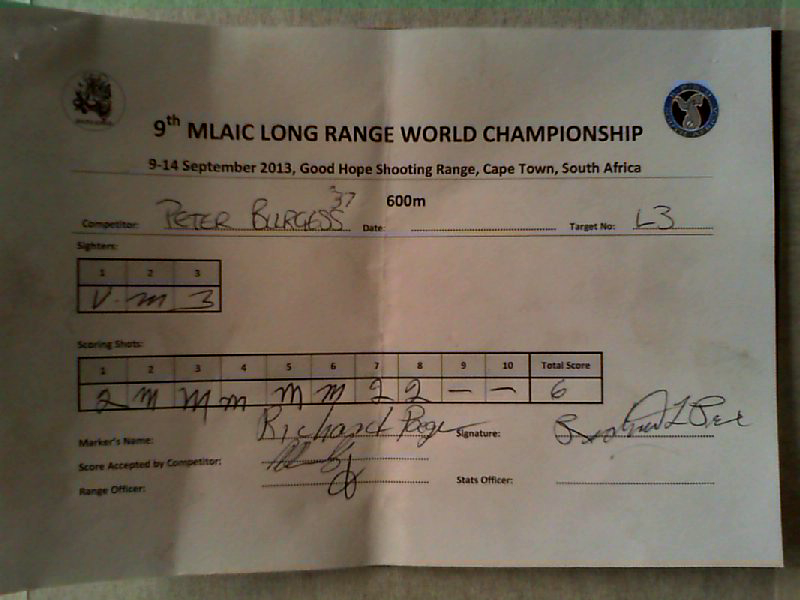 9th MLAIC LONG RANGE WORLD CHAMPIONSHIP
9-14 September 2013, Good Hope Shooting Range, Cape Town, South Africa
37 600m
Competitor: PETER BURGESS Date: Target No: L3
Sighters:
1 2 3
V m 3
Scoring Shots:
1 2 3 4 5 6 7 8 9 10 Total Score
2 m m m m m 2 2 — — 6
Marker's Name: Richard Signature:
Score Accepted by Competitor:
Range Officer: Stats Officer: